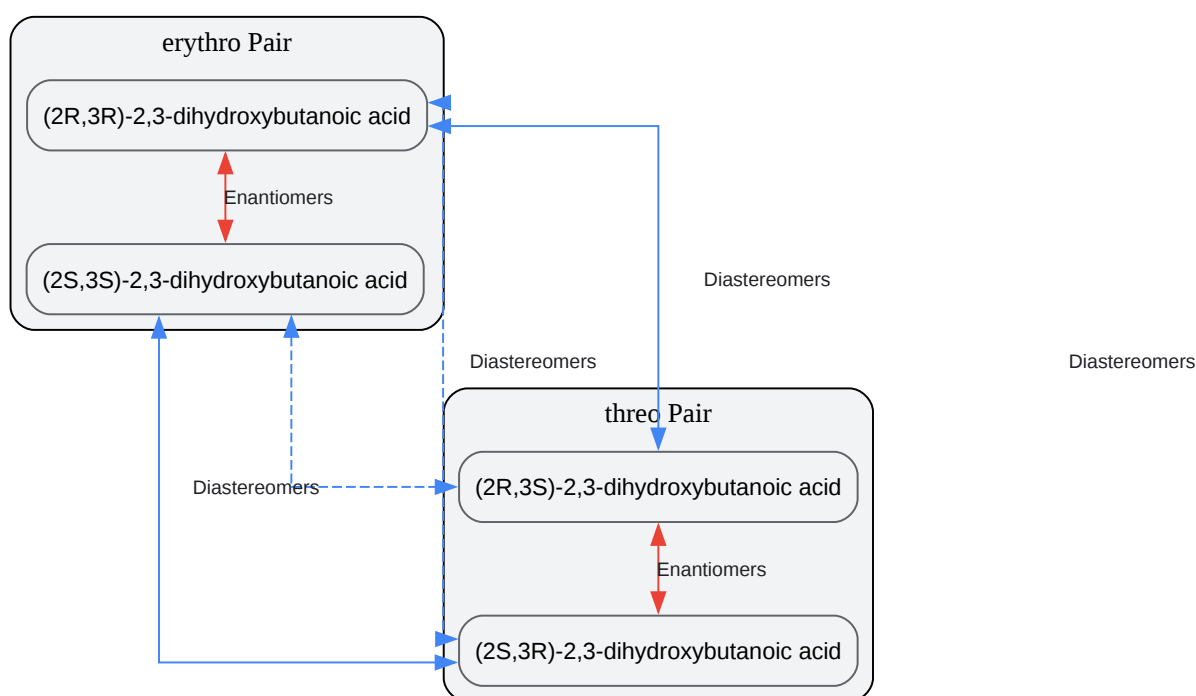 erythro Pair
(2R,3R)-2,3-dihydroxybutanoic acid
Enantiomers
(2S,3S)-2,3-dihydroxybutanoic acid
Diastereomers
Diastereomers
Diastereomers
threo Pair
Diastereomers
(2R,3S)-2,3-dihydroxybutanoic acid
Enantiomers
(2S,3R)-2,3-dihydroxybutanoic acid